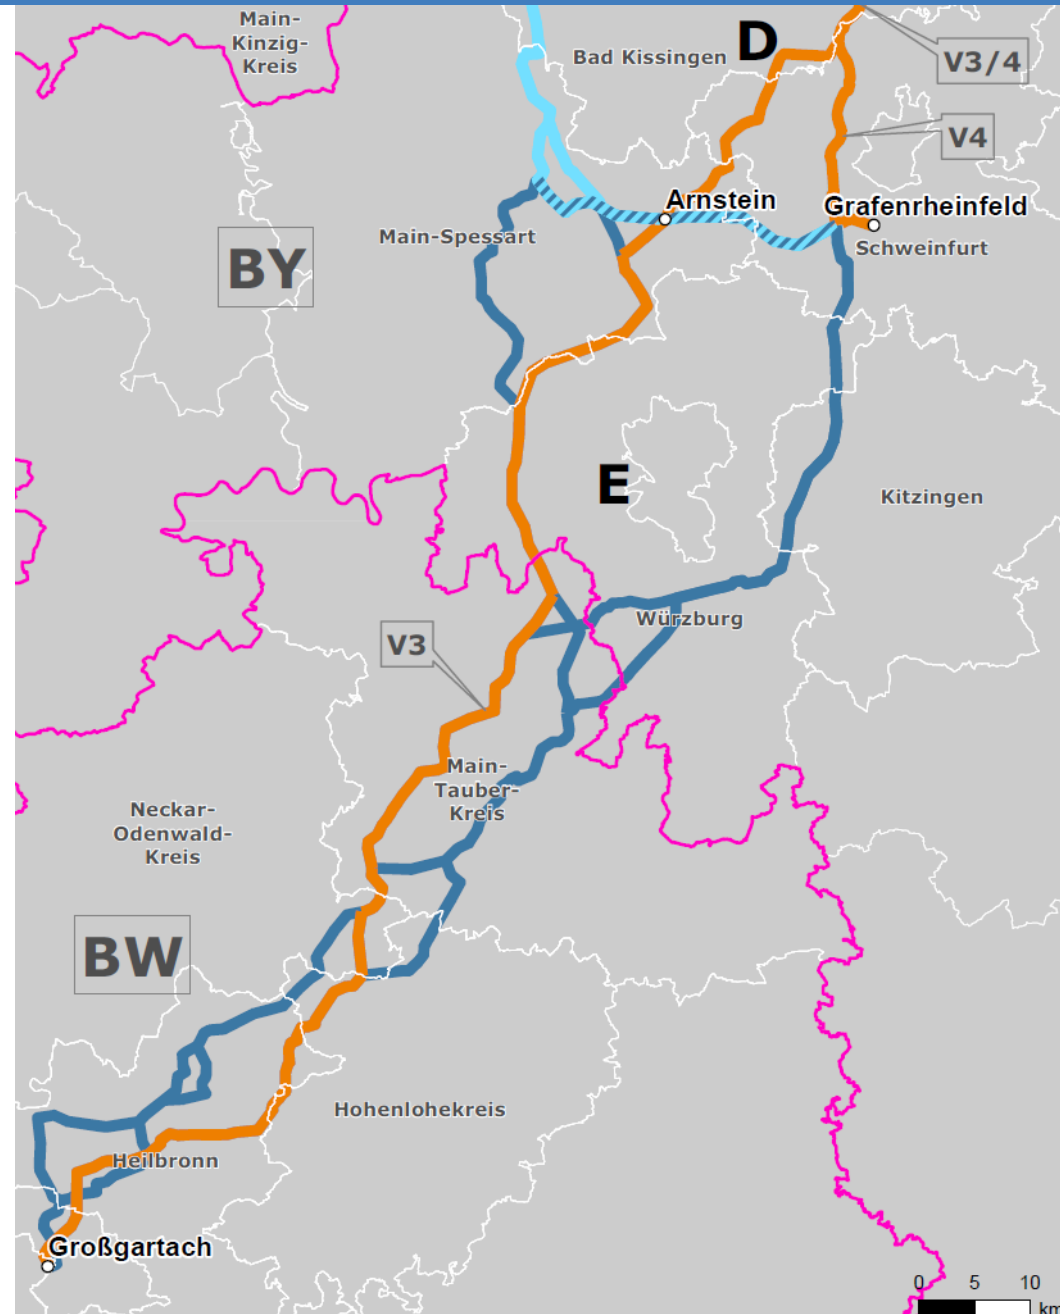 Main-
Kinzig-
Kreis
Bad Kissingen
D
V3/4
V4
Arnstein
Grafenrheinfeld
Main-Spessart
Schweinfurt
BY
E
Kitzingen
Würzburg
V3
Main-
Tauber-
Kreis
Neckar-
Odenwald-
Kreis
BW
Hohenlohekreis
Heilbronn
Großgartach
0 5 10
km